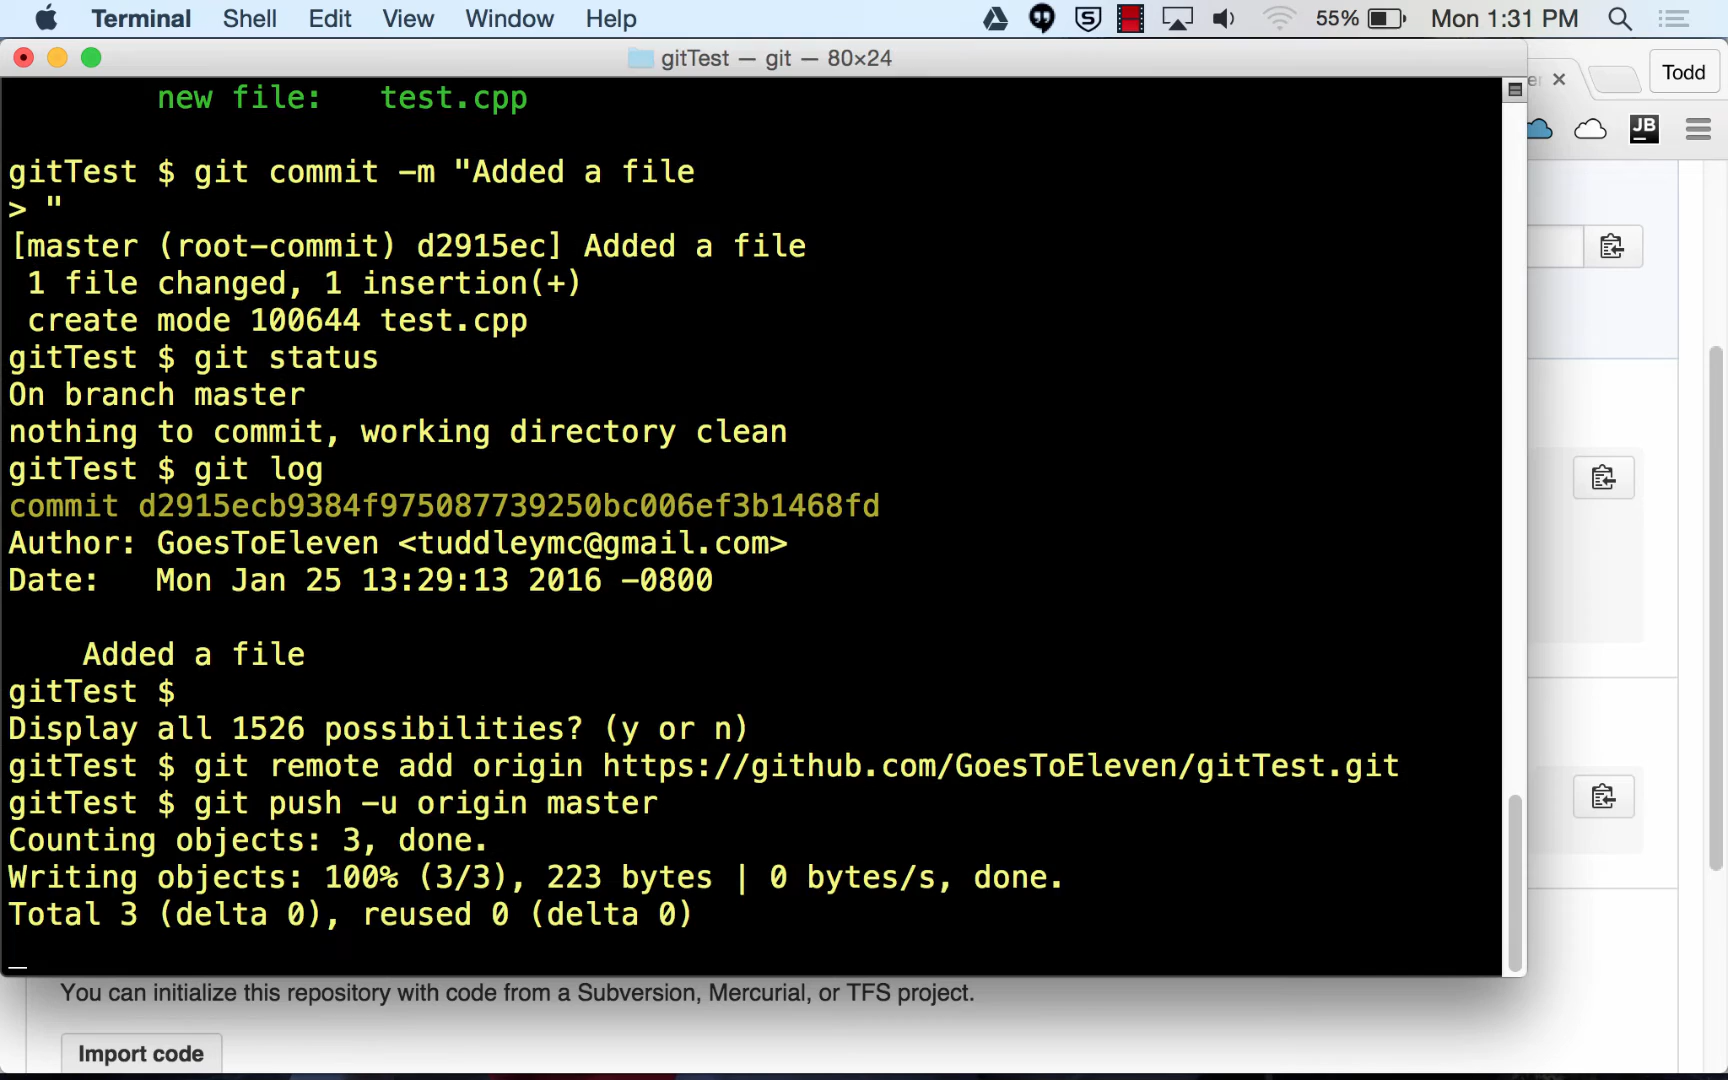 Terminal Shell Edit View Window Help 55% Mon 1:31 PM
gitTest — git — 80×24
Todd
JB
new file:   test.cpp
gitTest $ git commit -m "Added a file
> "
[master (root-commit) d2915ec] Added a file
1 file changed, 1 insertion(+)
create mode 100644 test.cpp
gitTest $ git status
On branch master
nothing to commit, working directory clean
gitTest $ git log
commit d2915ecb9384f975087739250bc006ef3b1468fd
Author: GoesToEleven <tuddleymc@gmail.com>
Date:   Mon Jan 25 13:29:13 2016 -0800
Added a file
gitTest $
Display all 1526 possibilities? (y or n)
gitTest $ git remote add origin https://github.com/GoesToEleven/gitTest.git
gitTest $ git push -u origin master
Counting objects: 3, done.
Writing objects: 100% (3/3), 223 bytes | 0 bytes/s, done.
Total 3 (delta 0), reused 0 (delta 0)
You can initialize this repository with code from a Subversion, Mercurial, or TFS project.
Import code